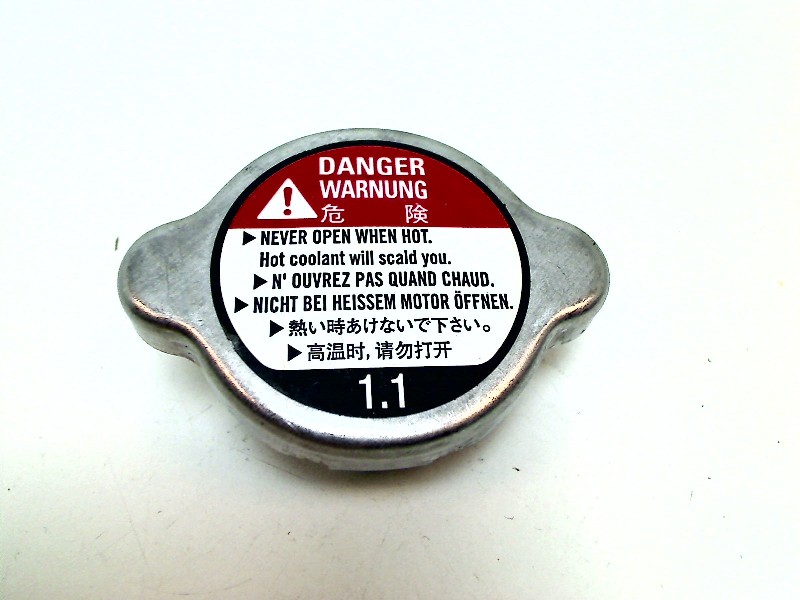 DANGER
WARNUNG
危 険
▶ NEVER OPEN WHEN HOT.
Hot coolant will scald you.
▶ N' OUVREZ PAS QUAND CHAUD.
▶ NICHT BEI HEISSEM MOTOR ÖFFNEN.
▶ 熱い時あけないで下さい。
▶ 高温时, 请勿打开
1.1